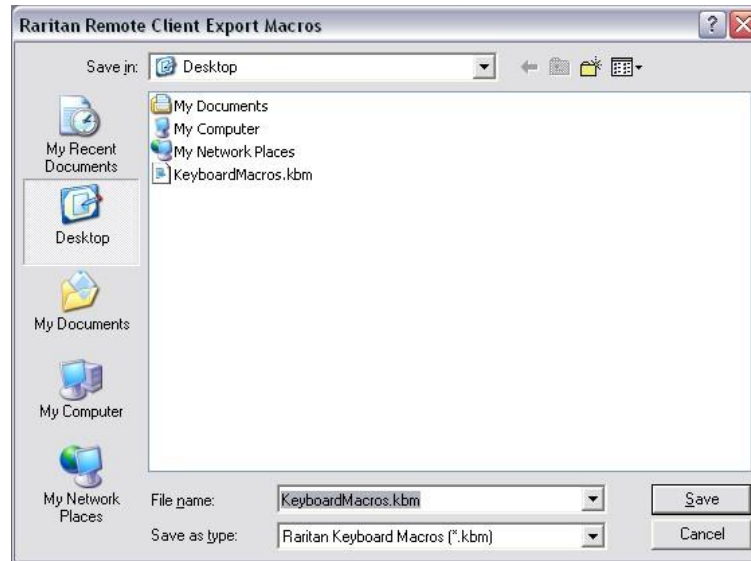 Raritan Remote Client Export Macros
Save in:
Desktop
My Recent
Documents
Desktop
My Documents
My Computer
My Network
Places
My Documents
My Computer
My Network Places
KeyboardMacros.kbm
File name:
KeyboardMacros.kbm
Save
Save as type:
Raritan Keyboard Macros (*.kbm)
Cancel